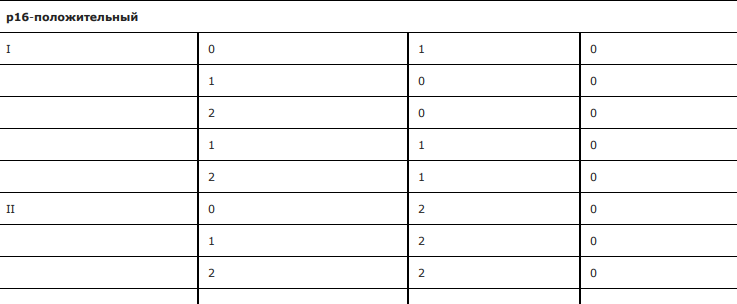 p16-положительный
I 0 1 0
1 0 0
2 0 0
1 1 0
2 1 0
II 0 2 0
1 2 0
2 2 0